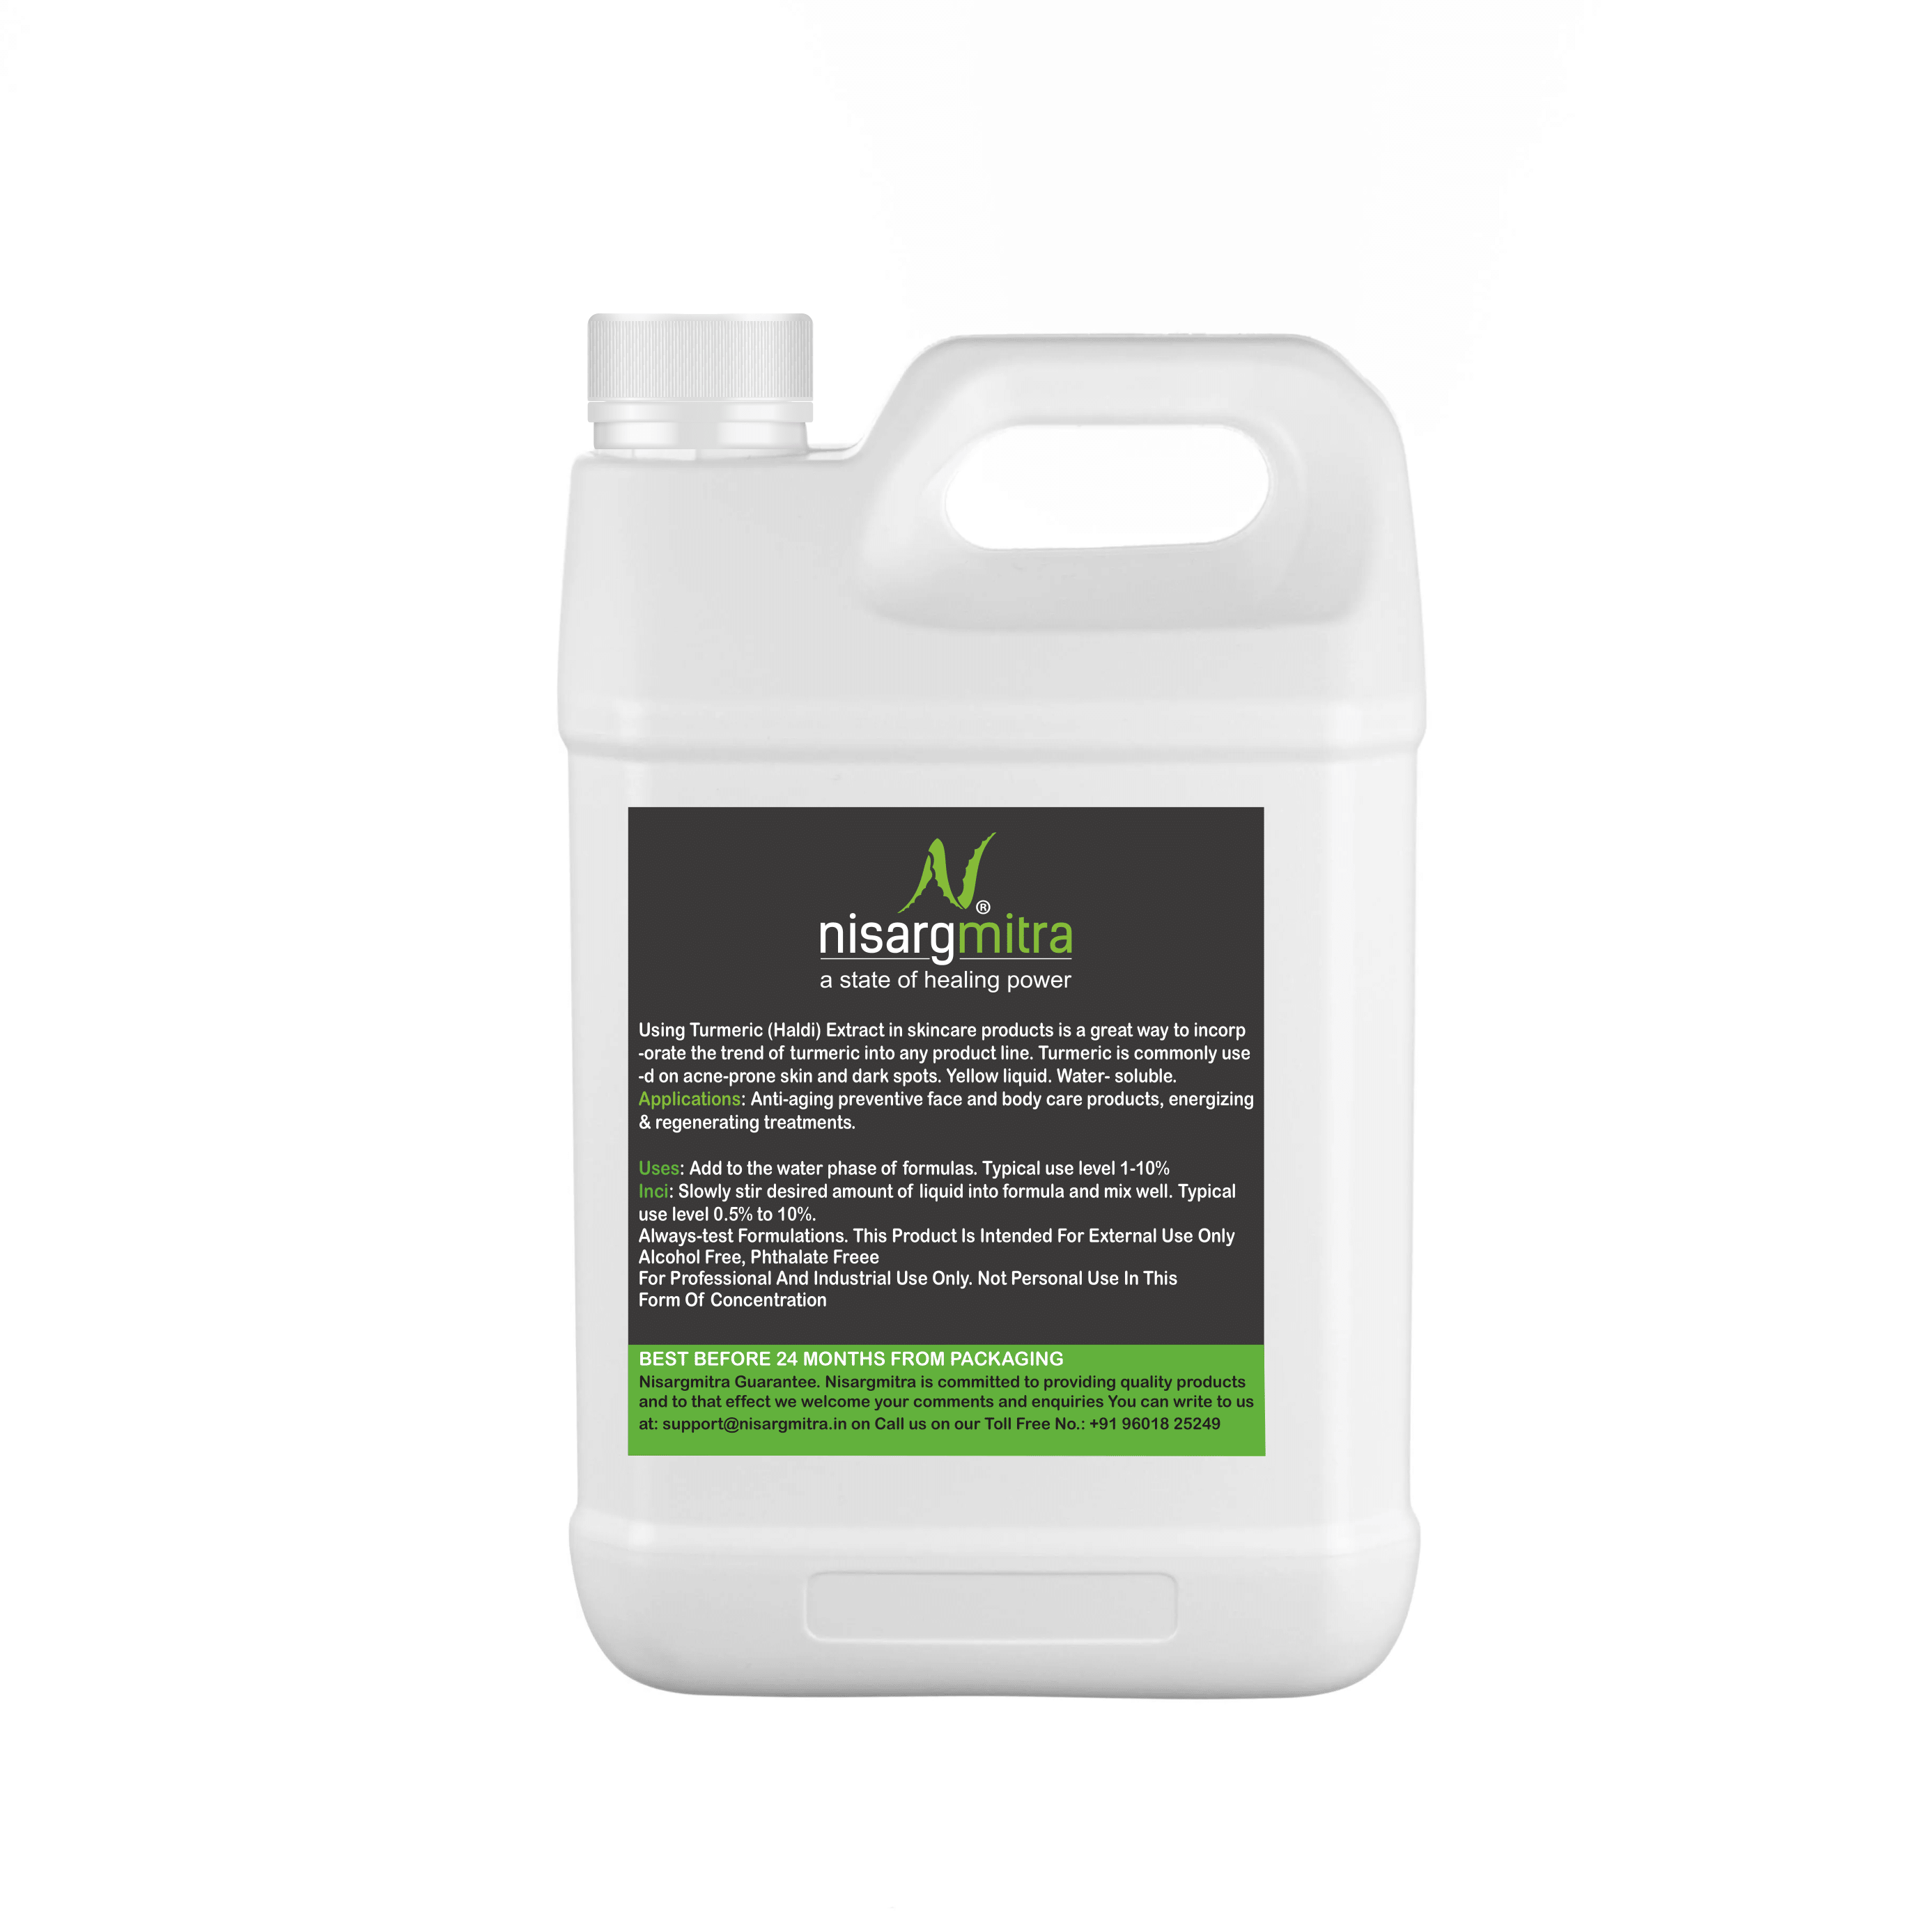 N®
nisargmitra
a state of healing power
Using Turmeric (Haldi) Extract in skincare products is a great way to incorp
-orate the trend of turmeric into any product line. Turmeric is commonly use
-d on acne-prone skin and dark spots. Yellow liquid. Water- soluble.
Applications: Anti-aging preventive face and body care products, energizing
& regenerating treatments.
Uses: Add to the water phase of formulas. Typical use level 1-10%
Inci: Slowly stir desired amount of liquid into formula and mix well. Typical
use level 0.5% to 10%.
Always-test Formulations. This Product Is Intended For External Use Only
Alcohol Free, Phthalate Freee
For Professional And Industrial Use Only. Not Personal Use In This
Form Of Concentration
BEST BEFORE 24 MONTHS FROM PACKAGING
Nisargmitra Guarantee. Nisargmitra is committed to providing quality products
and to that effect we welcome your comments and enquiries You can write to us
at: support@nisargmitra.in on Call us on our Toll Free No.: +91 96018 25249